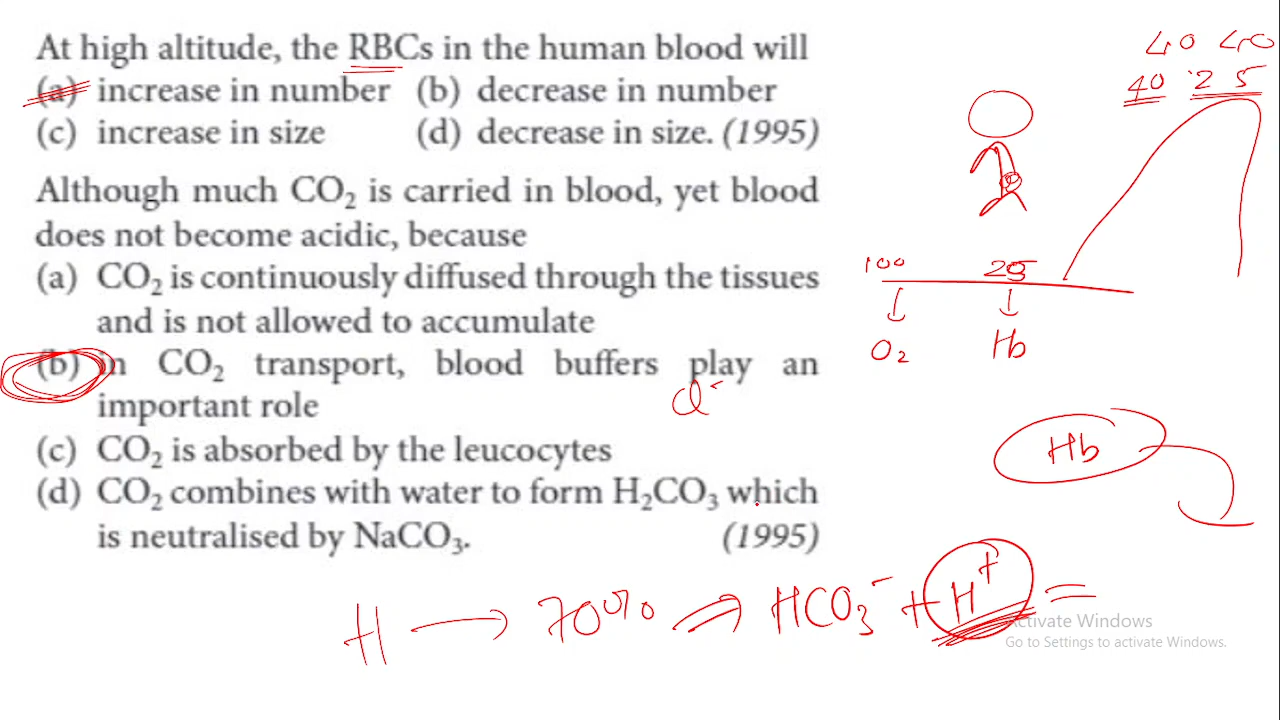 At high altitude, the RBCs in the human blood will
(a) increase in number (b) decrease in number
(c) increase in size (d) decrease in size. (1995)
Although much CO₂ is carried in blood, yet blood
does not become acidic, because
(a) CO₂ is continuously diffused through the tissues
and is not allowed to accumulate
(b) in CO₂ transport, blood buffers play an
important role
(c) CO₂ is absorbed by the leucocytes
(d) CO₂ combines with water to form H₂CO₃ which
is neutralised by NaCO₃. (1995)
40 40
40 25
100 25
O₂ Hb
Hb
H → 70% → HCO₃⁻ + H⁺ =
Activate Windows
Go to Settings to activate Windows.